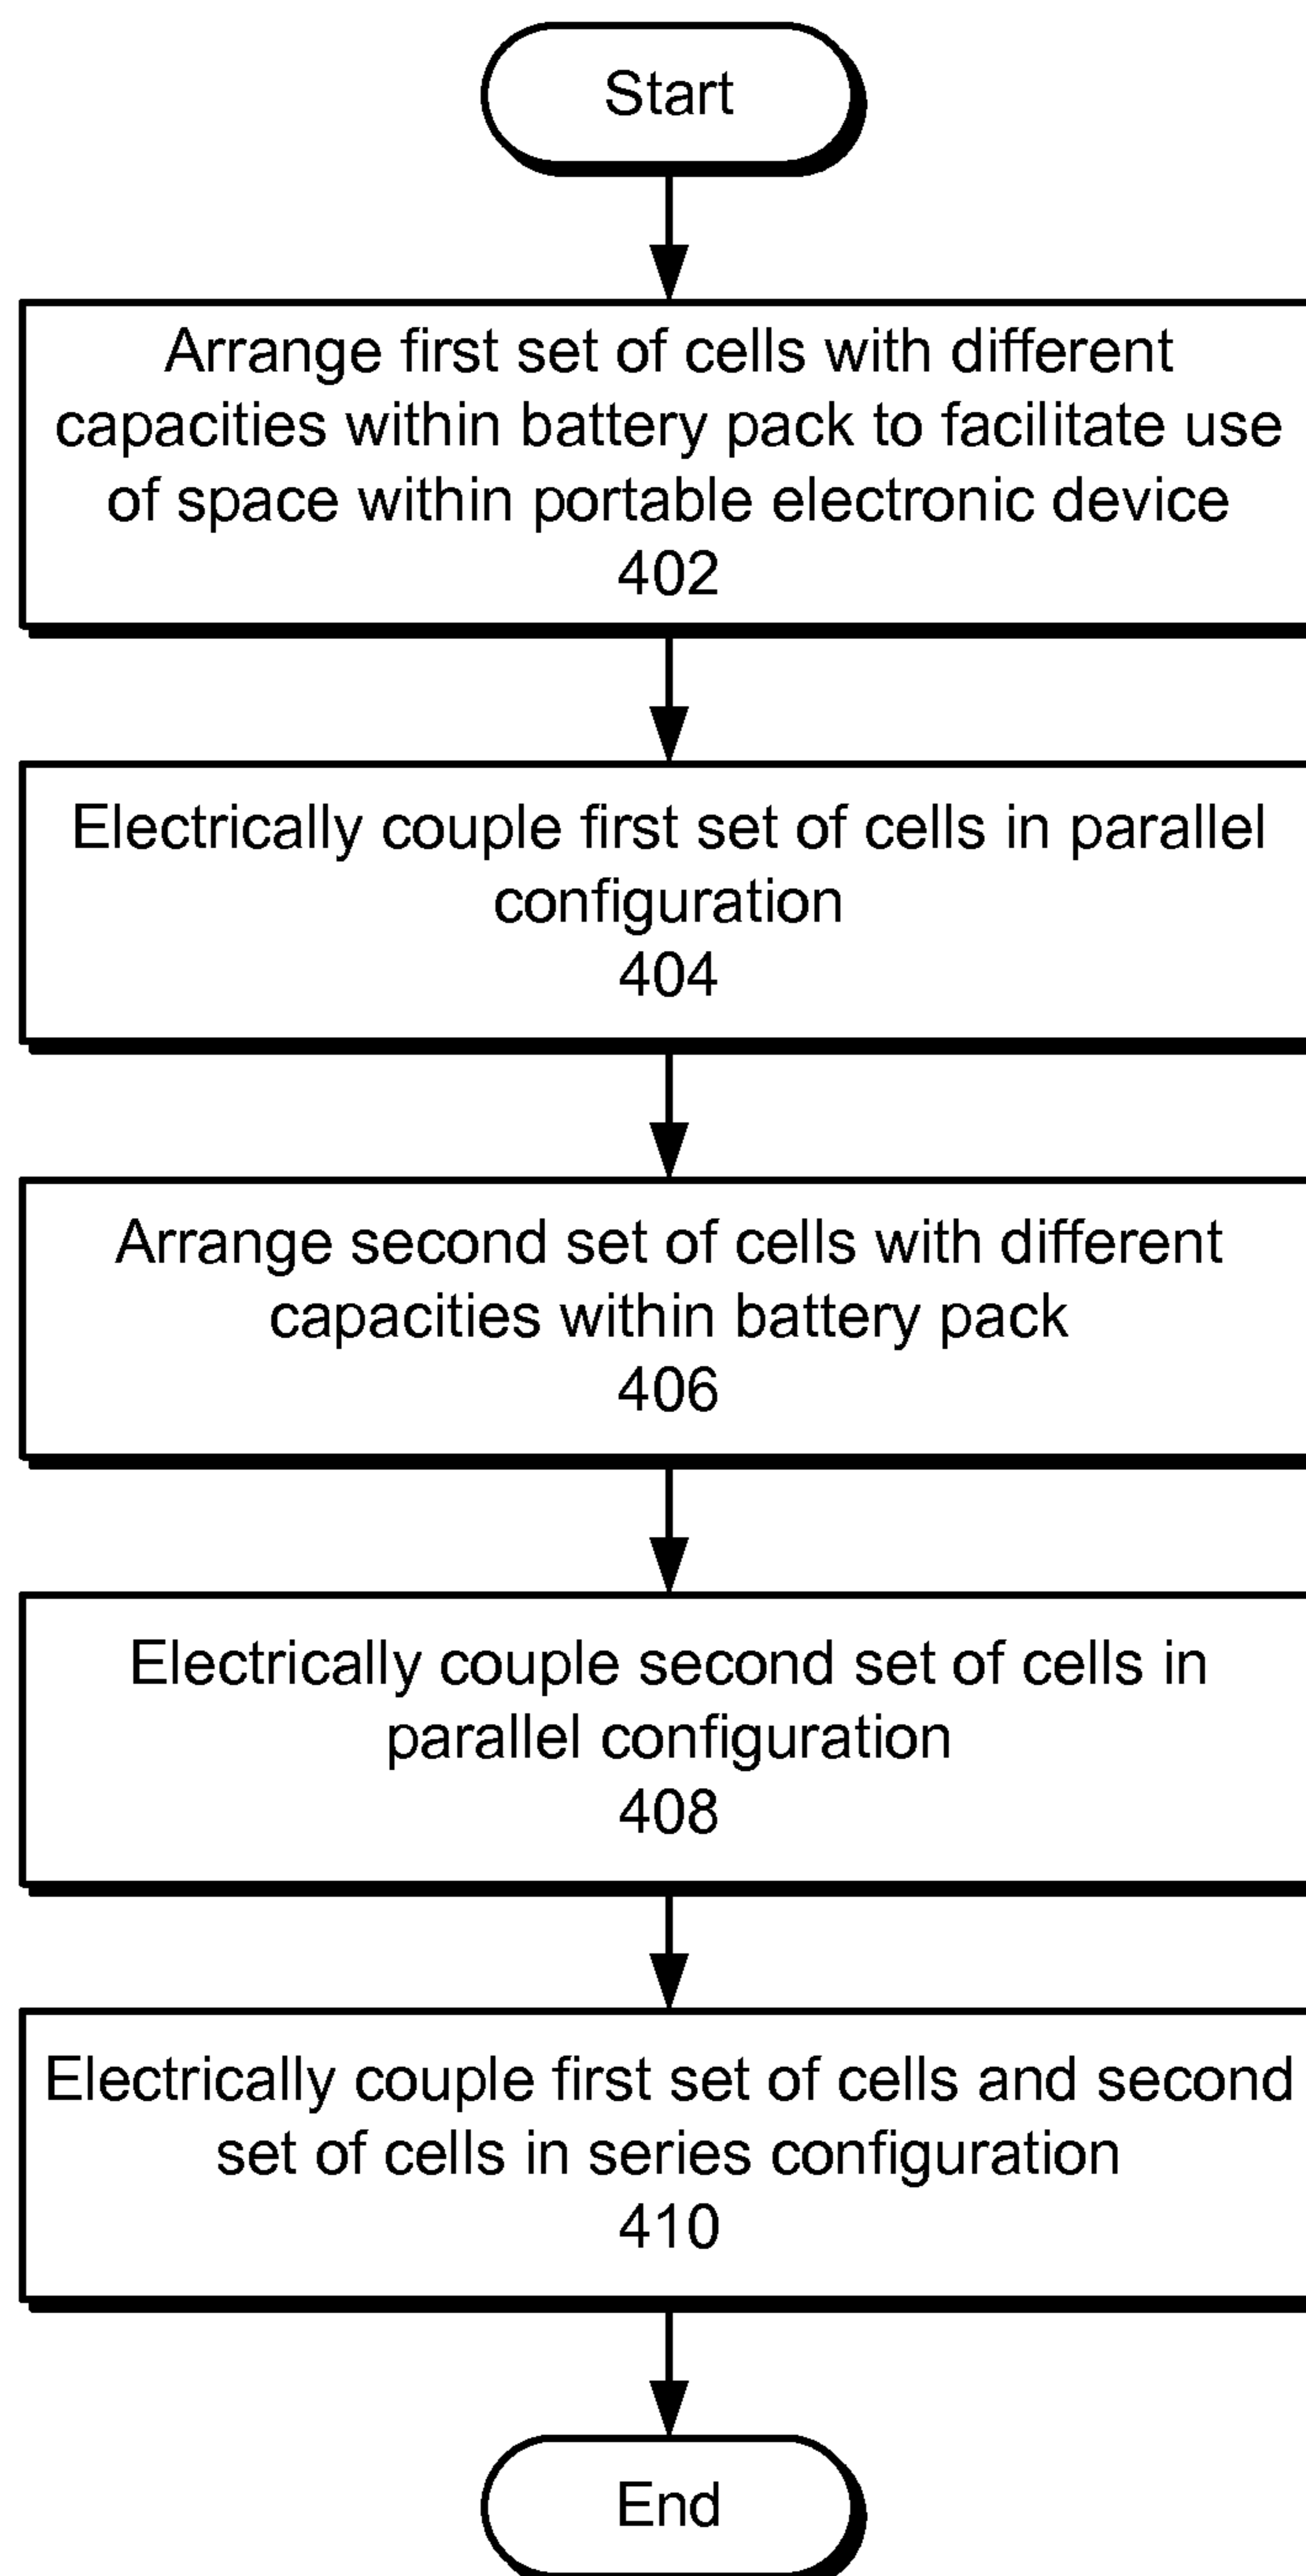 Start
Arrange first set of cells with different
capacities within battery pack to facilitate use
of space within portable electronic device
402
Electrically couple first set of cells in parallel
configuration
404
Arrange second set of cells with different
capacities within battery pack
406
Electrically couple second set of cells in
parallel configuration
408
Electrically couple first set of cells and second
set of cells in series configuration
410
End